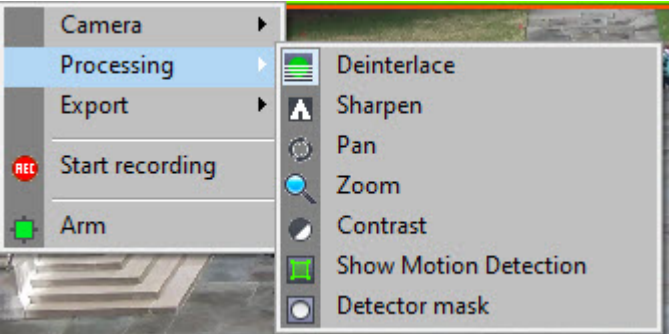 Camera
Processing
Export
REC
Start recording
Arm
Deinterlace
Sharpen
Pan
Zoom
Contrast
Show Motion Detection
Detector mask